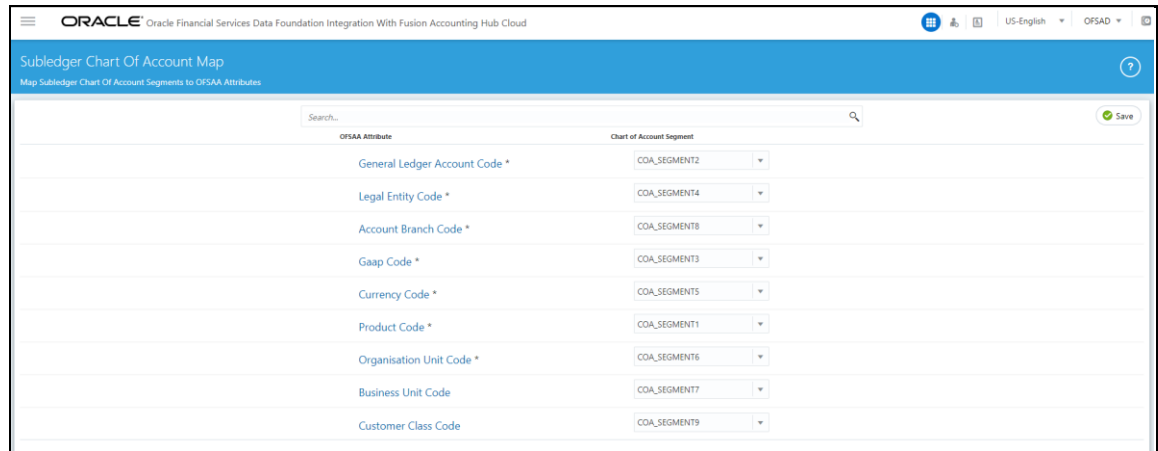 ORACLE® Oracle Financial Services Data Foundation Integration With Fusion Accounting Hub Cloud US-English OFSAD
Subledger Chart Of Account Map
Map Subledger Chart Of Account Segments to OFSAA Attributes
?
Search...
Save
OFSAA Attribute Chart of Account Segment
General Ledger Account Code * COA_SEGMENT2
Legal Entity Code * COA_SEGMENT4
Account Branch Code * COA_SEGMENT8
Gaap Code * COA_SEGMENT3
Currency Code * COA_SEGMENT5
Product Code * COA_SEGMENT1
Organisation Unit Code * COA_SEGMENT6
Business Unit Code COA_SEGMENT7
Customer Class Code COA_SEGMENT9